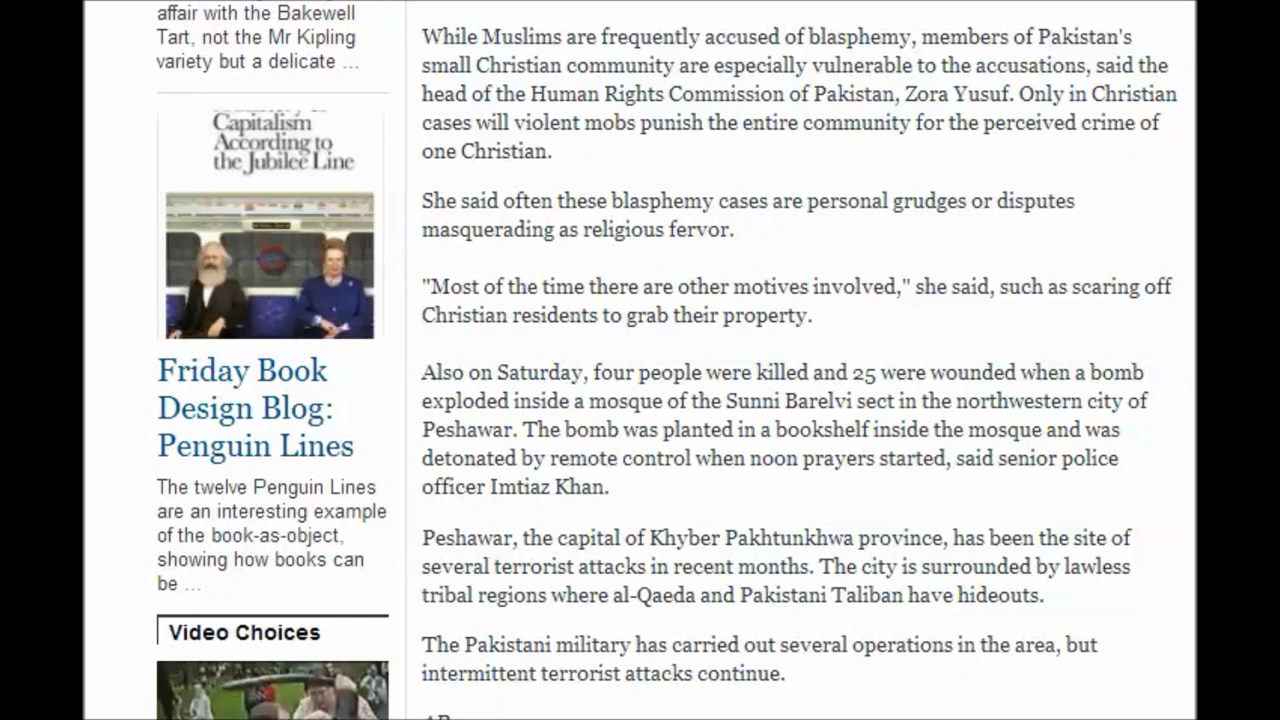 affair with the Bakewell
Tart, not the Mr Kipling
variety but a delicate ...
Capitalism
According to
the Jubilee Line
Friday Book
Design Blog:
Penguin Lines
The twelve Penguin Lines
are an interesting example
of the book-as-object,
showing how books can
be ...
Video Choices
While Muslims are frequently accused of blasphemy, members of Pakistan's
small Christian community are especially vulnerable to the accusations, said the
head of the Human Rights Commission of Pakistan, Zora Yusuf. Only in Christian
cases will violent mobs punish the entire community for the perceived crime of
one Christian.
She said often these blasphemy cases are personal grudges or disputes
masquerading as religious fervor.
"Most of the time there are other motives involved," she said, such as scaring off
Christian residents to grab their property.
Also on Saturday, four people were killed and 25 were wounded when a bomb
exploded inside a mosque of the Sunni Barelvi sect in the northwestern city of
Peshawar. The bomb was planted in a bookshelf inside the mosque and was
detonated by remote control when noon prayers started, said senior police
officer Imtiaz Khan.
Peshawar, the capital of Khyber Pakhtunkhwa province, has been the site of
several terrorist attacks in recent months. The city is surrounded by lawless
tribal regions where al-Qaeda and Pakistani Taliban have hideouts.
The Pakistani military has carried out several operations in the area, but
intermittent terrorist attacks continue.